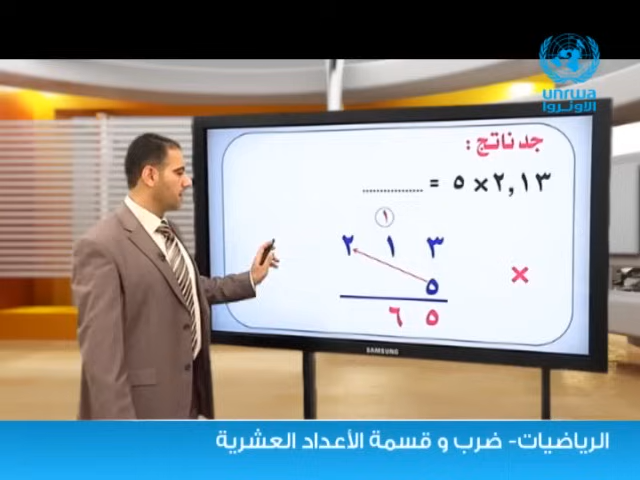 unrwa
الأونروا
جد ناتج :
٢,١٣ × ٥ = ..............
١
٢ ١ ٣
× ٥
٦ ٥
SAMSUNG
الرياضيات- ضرب و قسمة الأعداد العشرية